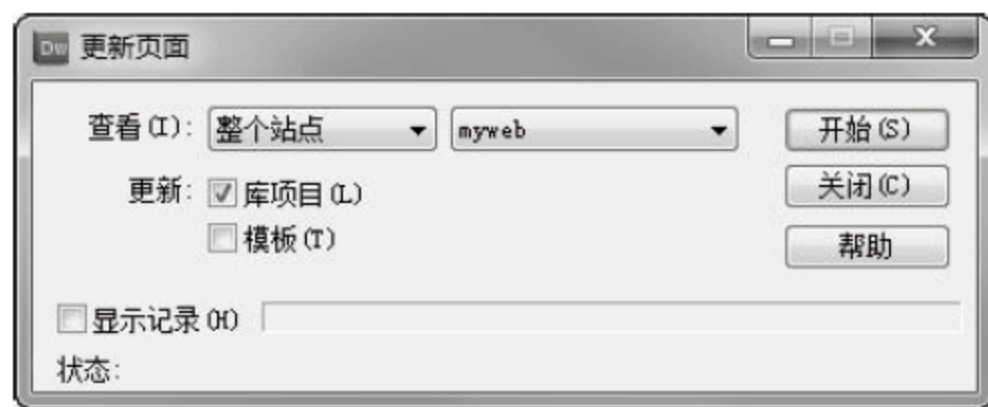 Dw 更新页面
查看(I): 整个站点 myweb 开始(S)
更新: 库项目(L) 关闭(C)
模板(T) 帮助
显示记录(H)
状态: